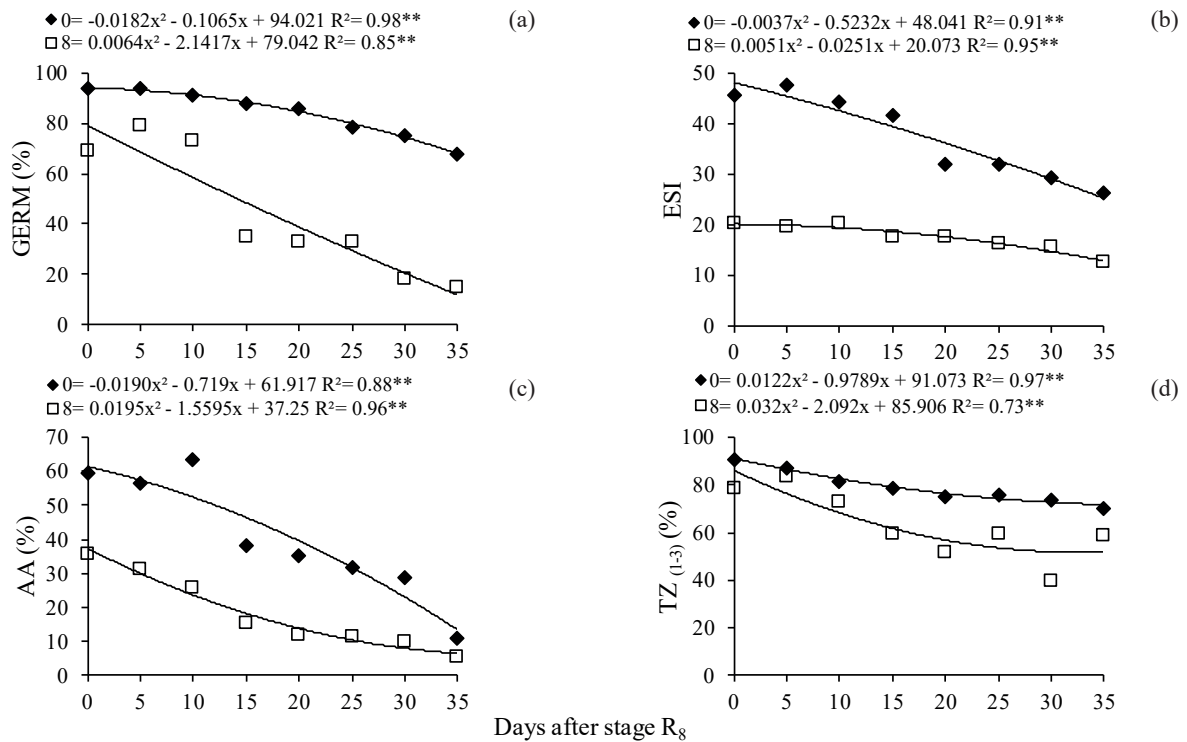 ◆ 0= -0.0182x² - 0.1065x + 94.021 R²= 0.98**
□ 8= 0.0064x² - 2.1417x + 79.042 R²= 0.85**
(a)
GERM (%)
100
80
60
40
20
0
0 5 10 15 20 25 30 35
◆ 0= -0.0037x² - 0.5232x + 48.041 R²= 0.91**
□ 8= 0.0051x² - 0.0251x + 20.073 R²= 0.95**
(b)
ESI
50
40
30
20
10
0
0 5 10 15 20 25 30 35
◆ 0= -0.0190x² - 0.719x + 61.917 R²= 0.88**
□ 8= 0.0195x² - 1.5595x + 37.25 R²= 0.96**
(c)
AA (%)
70
60
50
40
30
20
10
0
0 5 10 15 20 25 30 35
◆ 0= 0.0122x² - 0.9789x + 91.073 R²= 0.97**
□ 8= 0.032x² - 2.092x + 85.906 R²= 0.73**
(d)
TZ (1-3) (%)
100
80
60
40
20
0
0 5 10 15 20 25 30 35
Days after stage R₈